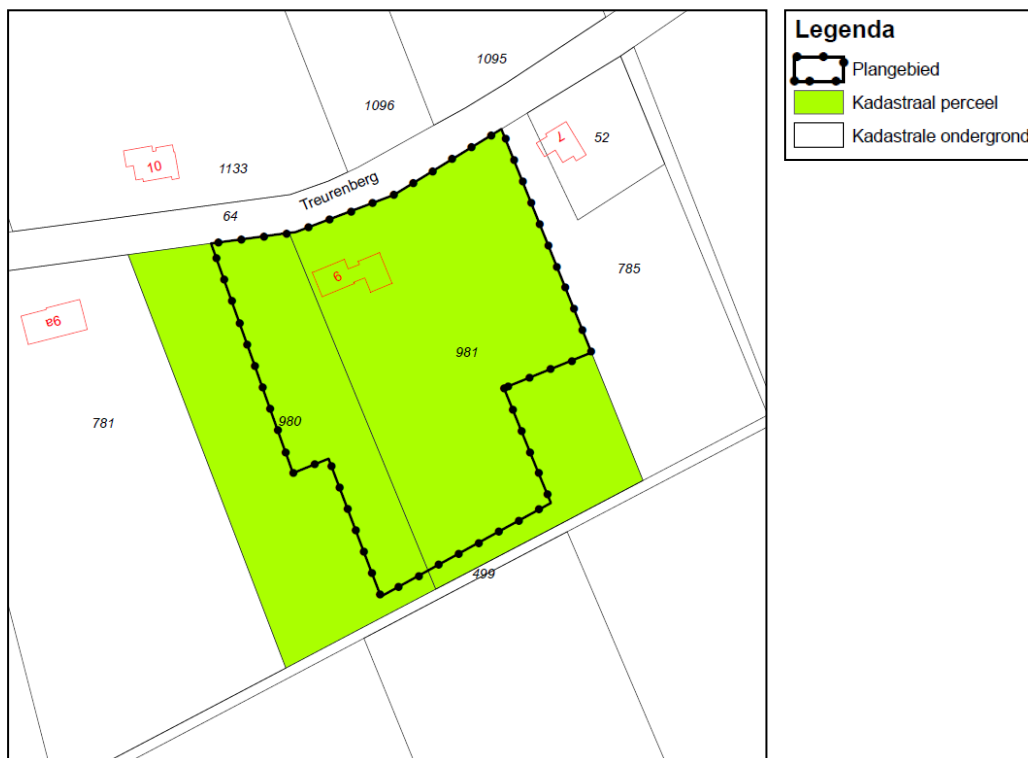 1095
1096
52
7
10
1133
Treurenberg
64
785
9
9a
981
781
980
499
Legenda
Plangebied
Kadastraal perceel
Kadastrale ondergrond